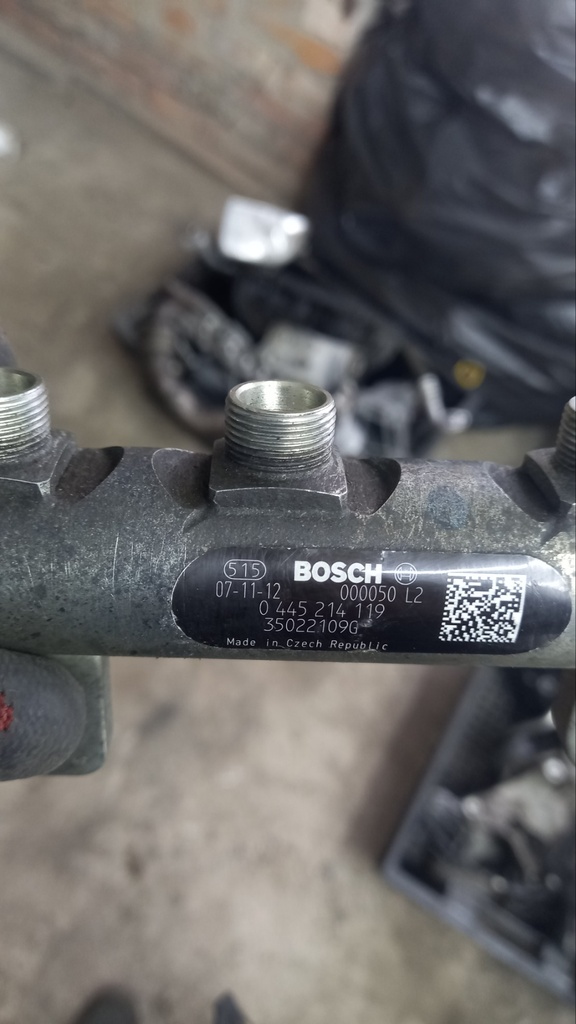 515 BOSCH
07-11-12 000050 L2
0 445 214 119
35022109G
Made in Czech Republic